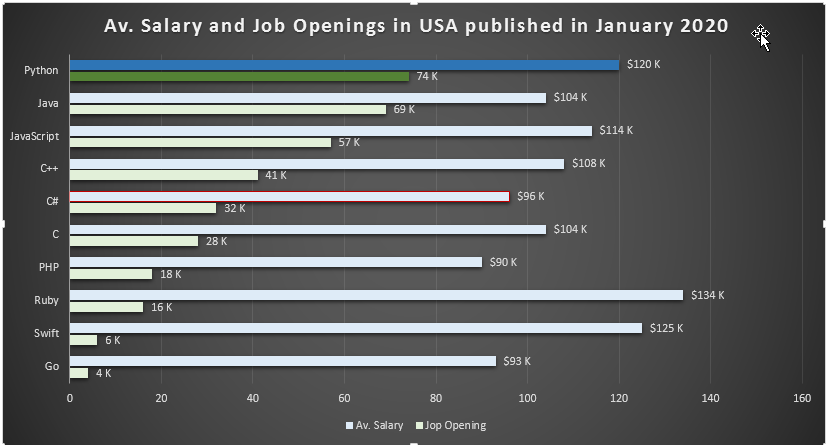 Av. Salary and Job Openings in USA published in January 2020
Python
$120 K
74 K
Java
$104 K
69 K
JavaScript
$114 K
57 K
C++
$108 K
41 K
C#
$96 K
32 K
C
$104 K
28 K
PHP
$90 K
18 K
Ruby
$134 K
16 K
Swift
$125 K
6 K
Go
$93 K
4 K
0 20 40 60 80 100 120 140 160
Av. Salary Jop Opening